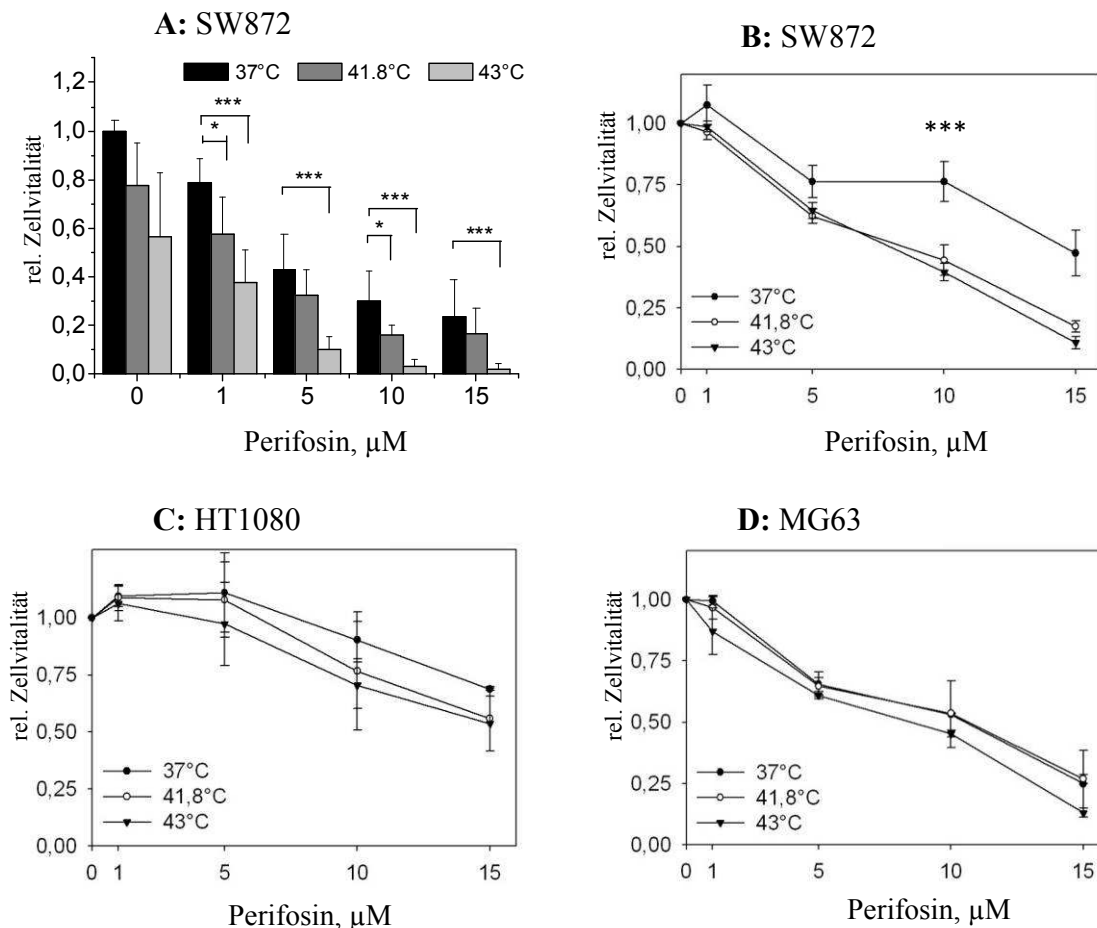 A: SW872
37°C 41.8°C 43°C
1,2
1,0
0,8
0,6
0,4
0,2
0,0
rel. Zellvitalität
***
*
***
***
*
***
0 1 5 10 15
Perifosin, µM
B: SW872
1,00
0,75
0,50
0,25
0,00
rel. Zellvitalität
***
37°C
41,8°C
43°C
0 1 5 10 15
Perifosin, µM
C: HT1080
1,00
0,75
0,50
0,25
0,00
rel. Zellvitalität
37°C
41,8°C
43°C
0 1 5 10 15
Perifosin, µM
D: MG63
1,00
0,75
0,50
0,25
0,00
rel. Zellvitalität
37°C
41,8°C
43°C
0 1 5 10 15
Perifosin, µM